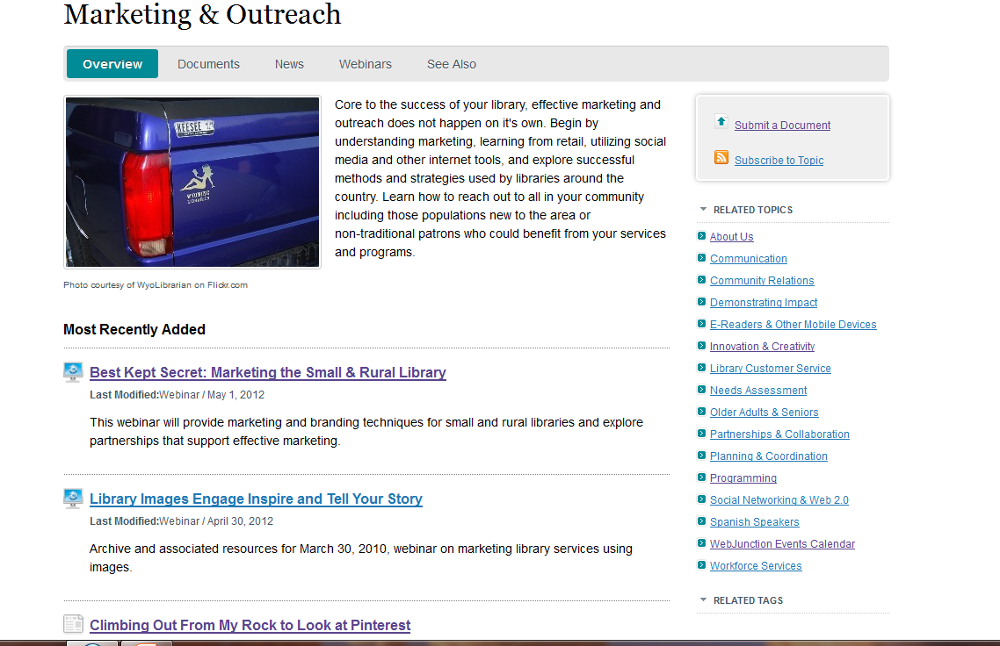 Marketing & Outreach
Overview
Documents
News
Webinars
See Also
KEESEE
WYOMING
LIBRARIES
Photo courtesy of WyoLibrarian on Flickr.com
Core to the success of your library, effective marketing and
outreach does not happen on it's own. Begin by
understanding marketing, learning from retail, utilizing social
media and other internet tools, and explore successful
methods and strategies used by libraries around the
country. Learn how to reach out to all in your community
including those populations new to the area or
non-traditional patrons who could benefit from your services
and programs.
Most Recently Added
Best Kept Secret: Marketing the Small & Rural Library
Last Modified:Webinar / May 1, 2012
This webinar will provide marketing and branding techniques for small and rural libraries and explore
partnerships that support effective marketing.
Library Images Engage Inspire and Tell Your Story
Last Modified:Webinar / April 30, 2012
Archive and associated resources for March 30, 2010, webinar on marketing library services using
images.
Climbing Out From My Rock to Look at Pinterest
Submit a Document
Subscribe to Topic
RELATED TOPICS
About Us
Communication
Community Relations
Demonstrating Impact
E-Readers & Other Mobile Devices
Innovation & Creativity
Library Customer Service
Needs Assessment
Older Adults & Seniors
Partnerships & Collaboration
Planning & Coordination
Programming
Social Networking & Web 2.0
Spanish Speakers
WebJunction Events Calendar
Workforce Services
RELATED TAGS